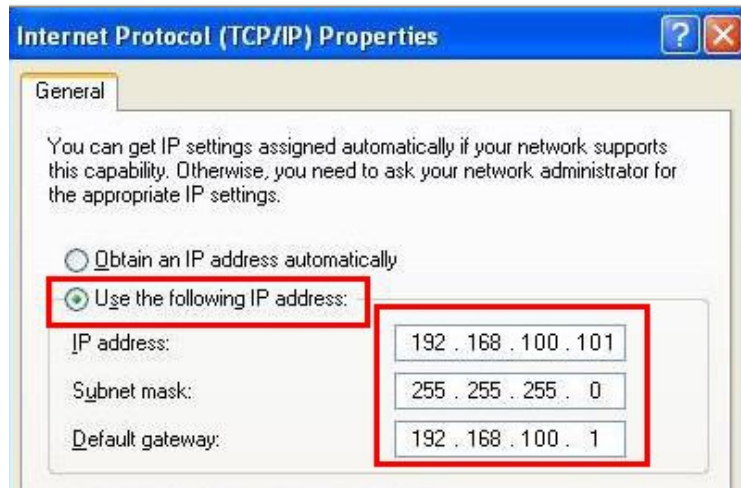 Internet Protocol (TCP/IP) Properties
General
You can get IP settings assigned automatically if your network supports
this capability. Otherwise, you need to ask your network administrator for
the appropriate IP settings.
Obtain an IP address automatically
Use the following IP address:
IP address: 192 . 168 . 100 . 101
Subnet mask: 255 . 255 . 255 . 0
Default gateway: 192 . 168 . 100 . 1